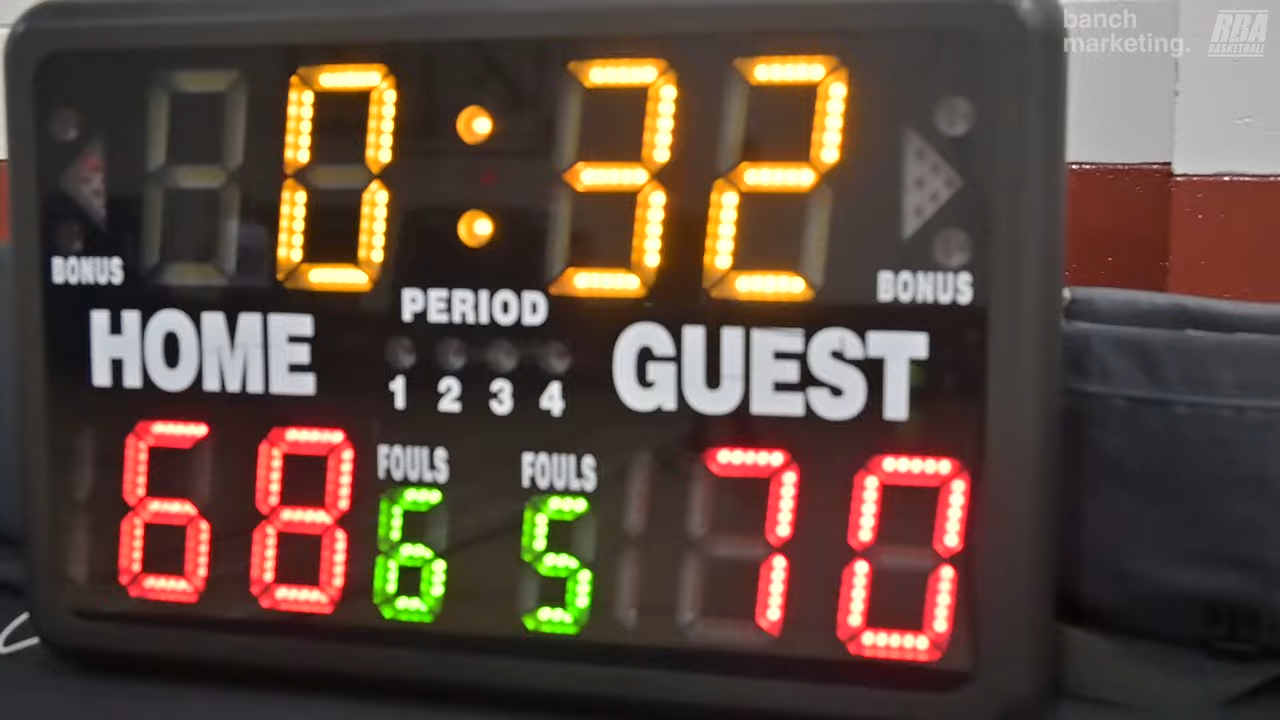 banch
marketing.
RBA
BASKETBALL
0:32
BONUS
BONUS
PERIOD
HOME
GUEST
1 2 3 4
FOULS
FOULS
68
6
5
70